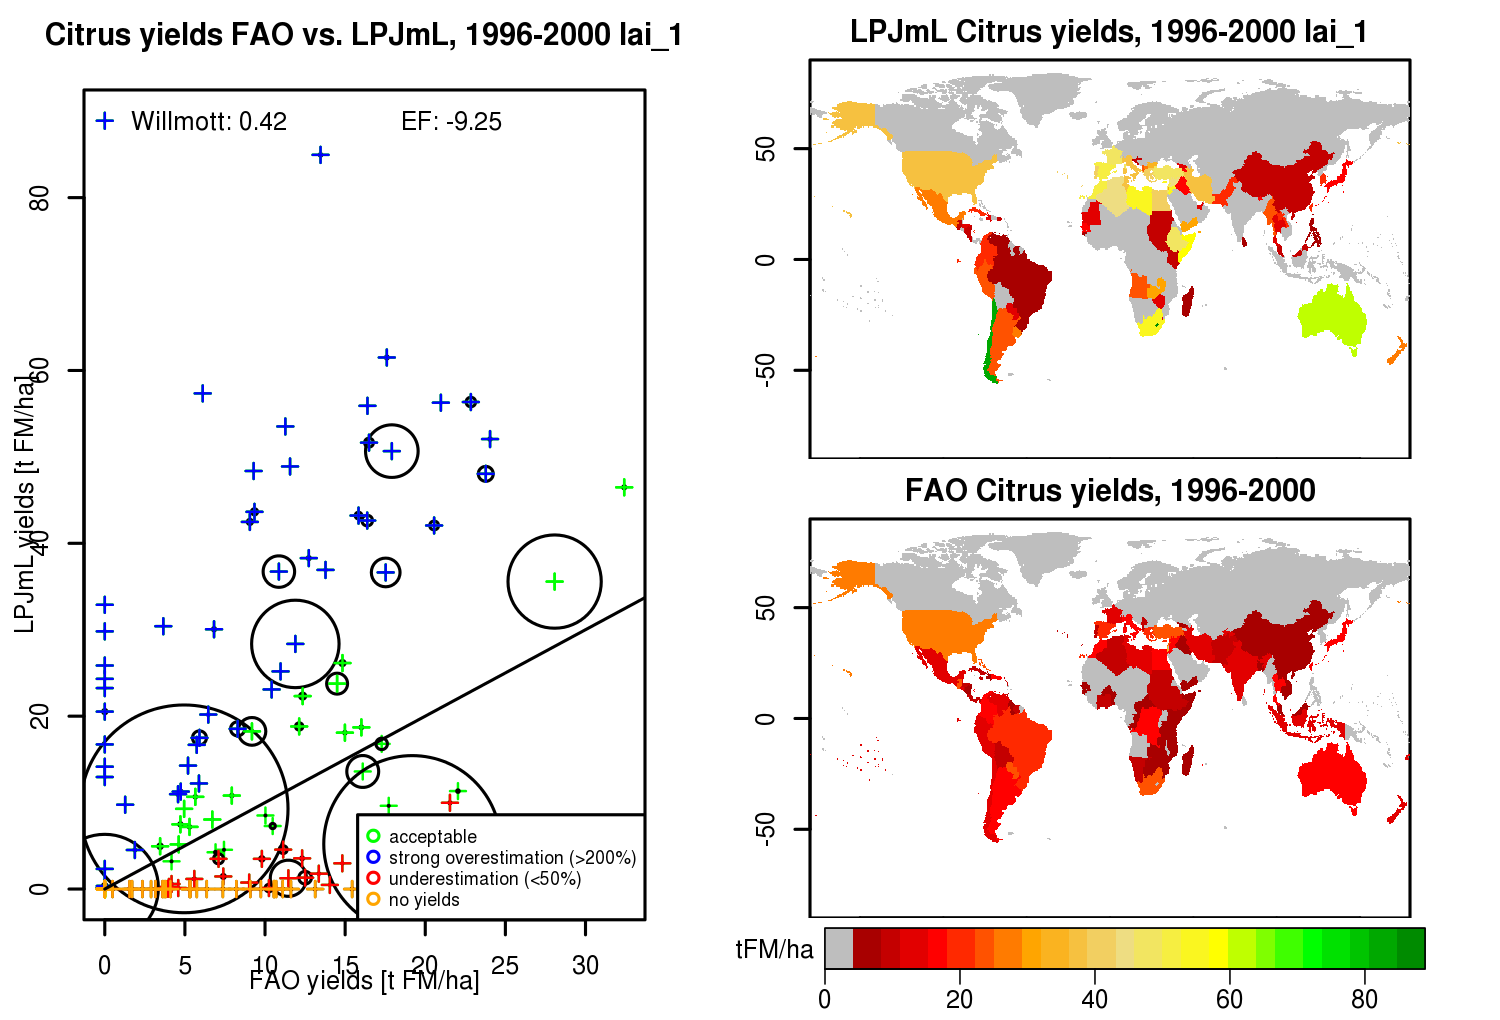 Citrus yields FAO vs. LPJmL, 1996-2000 lai_1
Willmott: 0.42 EF: -9.25
80
60
40
20
0
LPJmL yields [t FM/ha]
acceptable
strong overestimation (>200%)
underestimation (<50%)
no yields
0 5 10 15 20 25 30
FAO yields [t FM/ha]
LPJmL Citrus yields, 1996-2000 lai_1
50
0
-50
FAO Citrus yields, 1996-2000
50
0
-50
tFM/ha
0 20 40 60 80